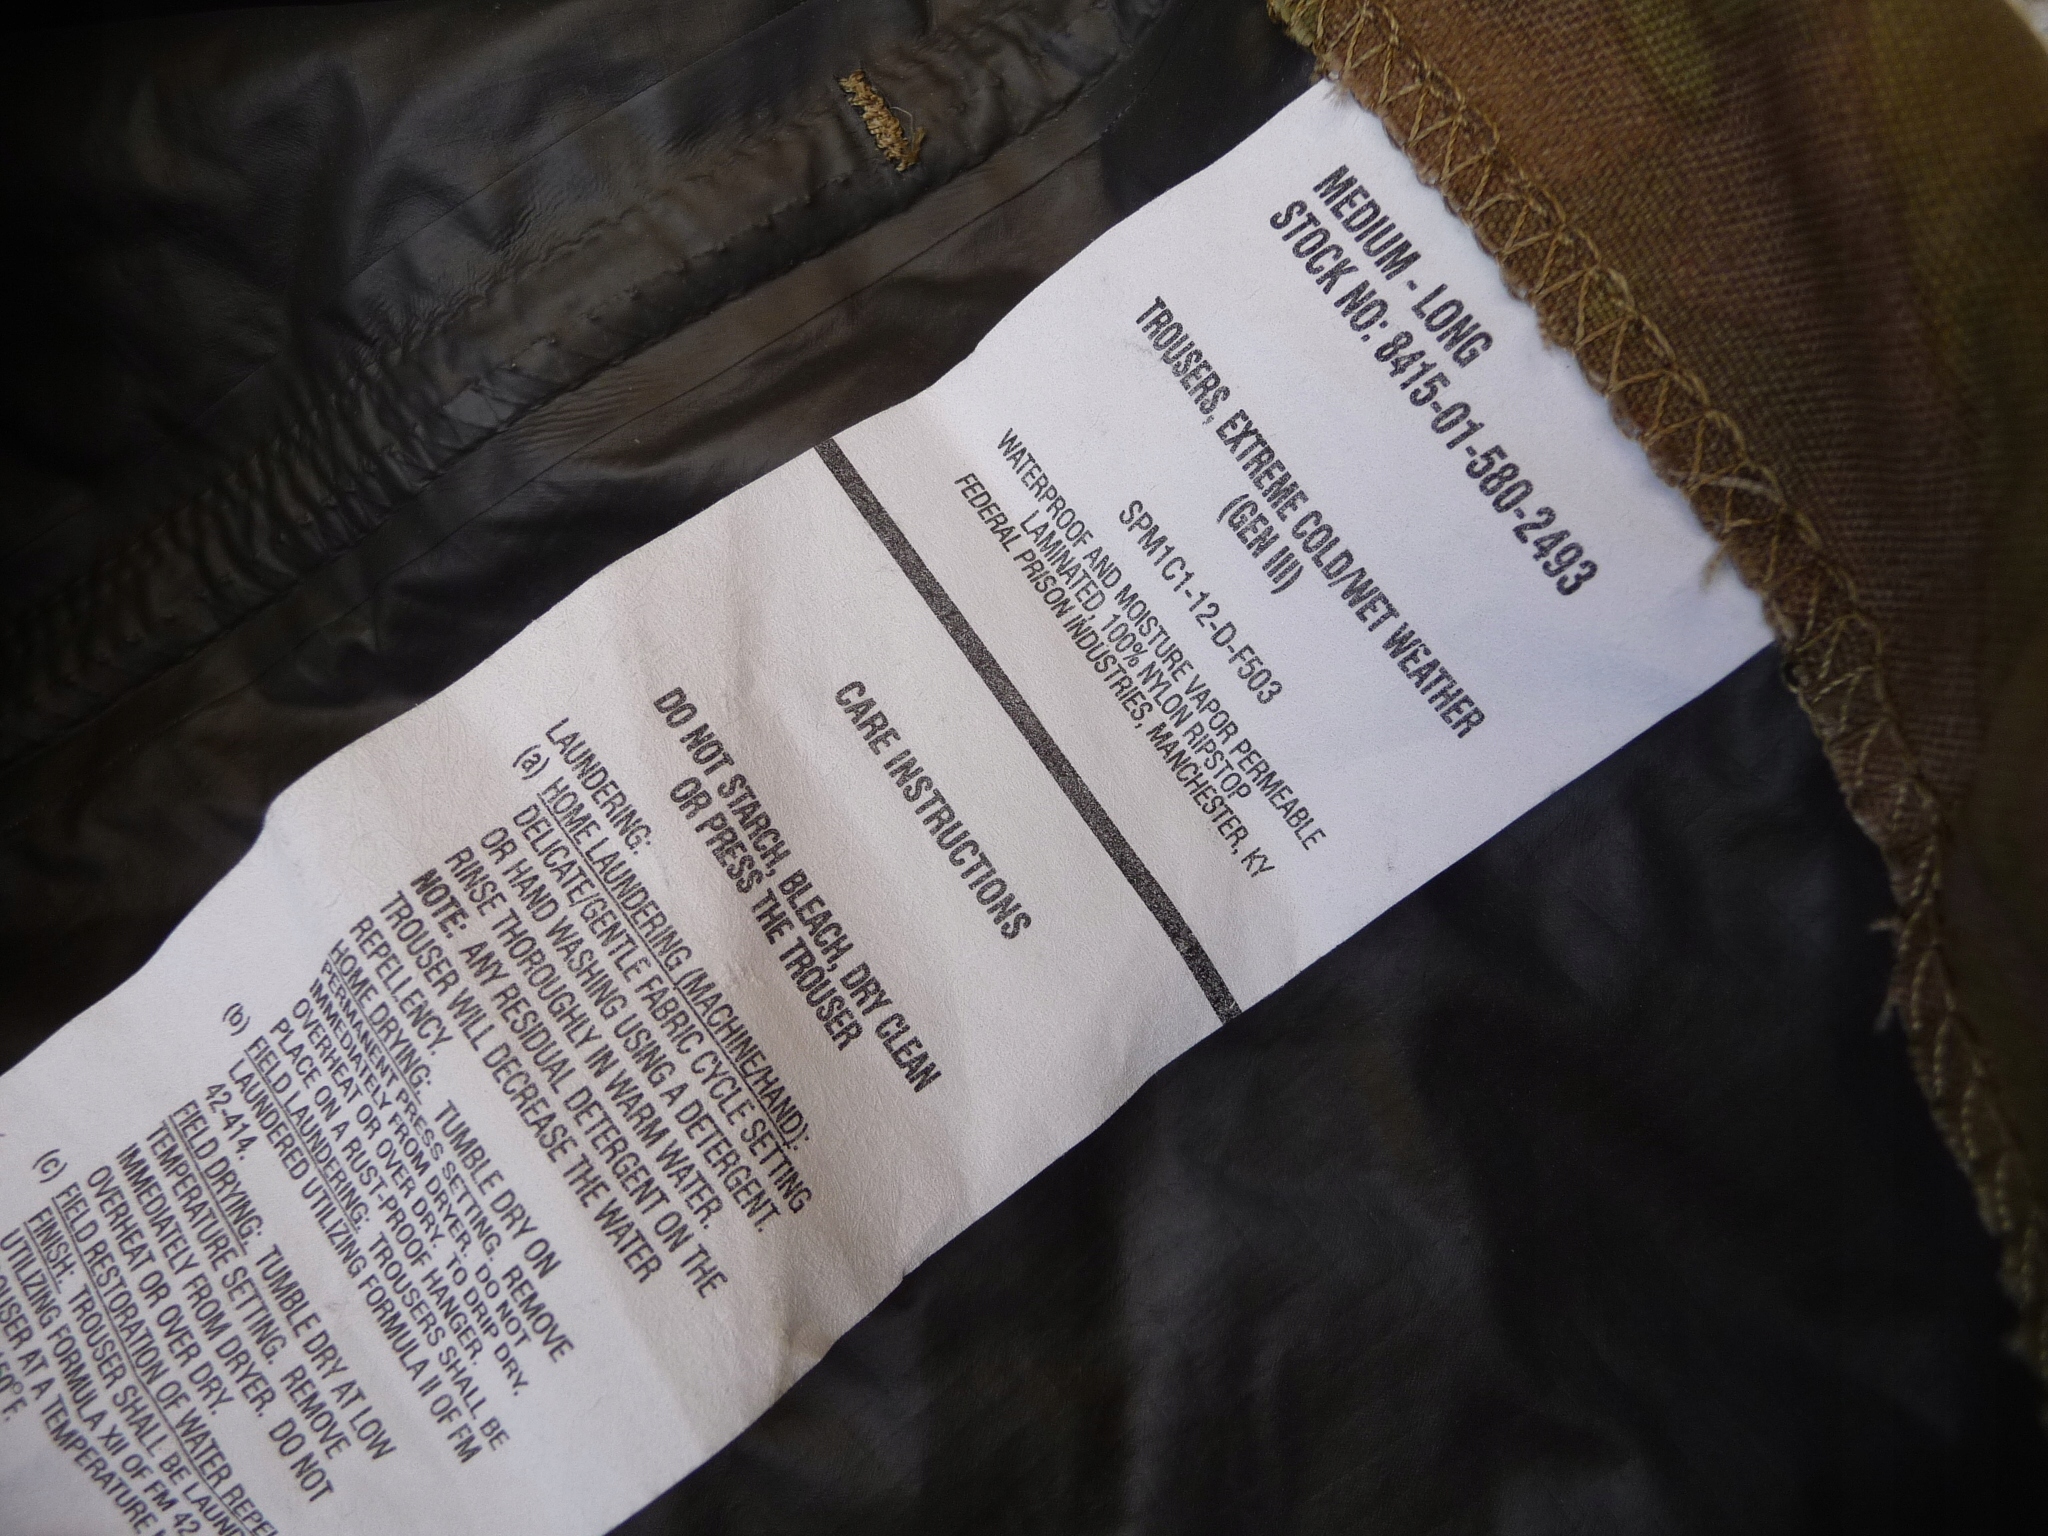 MEDIUM - LONG
STOCK NO: 8415-01-580-2493
TROUSERS, EXTREME COLD/WET WEATHER
(GEN III)
SPM1C1-12-D-F503
WATERPROOF AND MOISTURE VAPOR PERMEABLE
LAMINATED, 100% NYLON RIPSTOP
FEDERAL PRISON INDUSTRIES, MANCHESTER, KY
CARE INSTRUCTIONS
DO NOT STARCH, BLEACH, DRY CLEAN
OR PRESS THE TROUSER
LAUNDERING:
(a) HOME LAUNDERING (MACHINE/HAND):
DELICATE/GENTLE FABRIC CYCLE SETTING
OR HAND WASHING USING A DETERGENT.
RINSE THOROUGHLY IN WARM WATER.
NOTE: ANY RESIDUAL DETERGENT ON THE
TROUSER WILL DECREASE THE WATER
REPELLENCY.
HOME DRYING: TUMBLE DRY ON
PERMANENT PRESS SETTING. REMOVE
IMMEDIATELY FROM DRYER. DO NOT
OVERHEAT OR OVER DRY. TO DRIP DRY,
PLACE ON A RUST-PROOF HANGER.
(b) FIELD LAUNDERING: TROUSERS SHALL BE
LAUNDERED UTILIZING FORMULA II OF FM
42-414.
FIELD DRYING: TUMBLE DRY AT LOW
TEMPERATURE SETTING. REMOVE
IMMEDIATELY FROM DRYER. DO NOT
OVERHEAT OR OVER DRY.
(c) FIELD RESTORATION OF WATER REPEL
FINISH: TROUSER SHALL BE LAUN
UTILIZING FORMULA XII OF FM 42
AT A TEMPERATURE